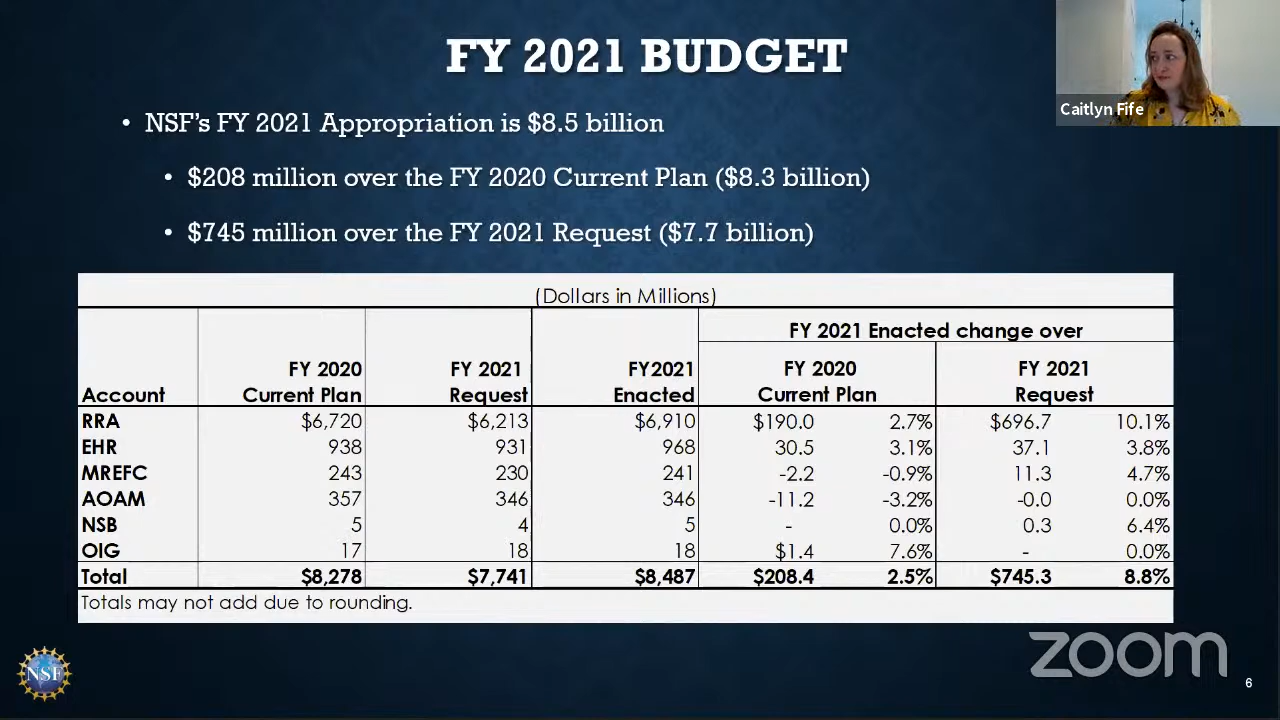 FY 2021 BUDGET
Caitlyn Fife
• NSF's FY 2021 Appropriation is $8.5 billion
• $208 million over the FY 2020 Current Plan ($8.3 billion)
• $745 million over the FY 2021 Request ($7.7 billion)
(Dollars in Millions)
FY 2021 Enacted change over
FY 2020 FY 2021 FY2021 FY 2020 FY 2021
Account Current Plan Request Enacted Current Plan Request
RRA $6,720 $6,213 $6,910 $190.0 2.7% $696.7 10.1%
EHR 938 931 968 30.5 3.1% 37.1 3.8%
MREFC 243 230 241 -2.2 -0.9% 11.3 4.7%
AOAM 357 346 346 -11.2 -3.2% -0.0 0.0%
NSB 5 4 5 - 0.0% 0.3 6.4%
OIG 17 18 18 $1.4 7.6% - 0.0%
Total $8,278 $7,741 $8,487 $208.4 2.5% $745.3 8.8%
Totals may not add due to rounding.
NSF
zoom
6